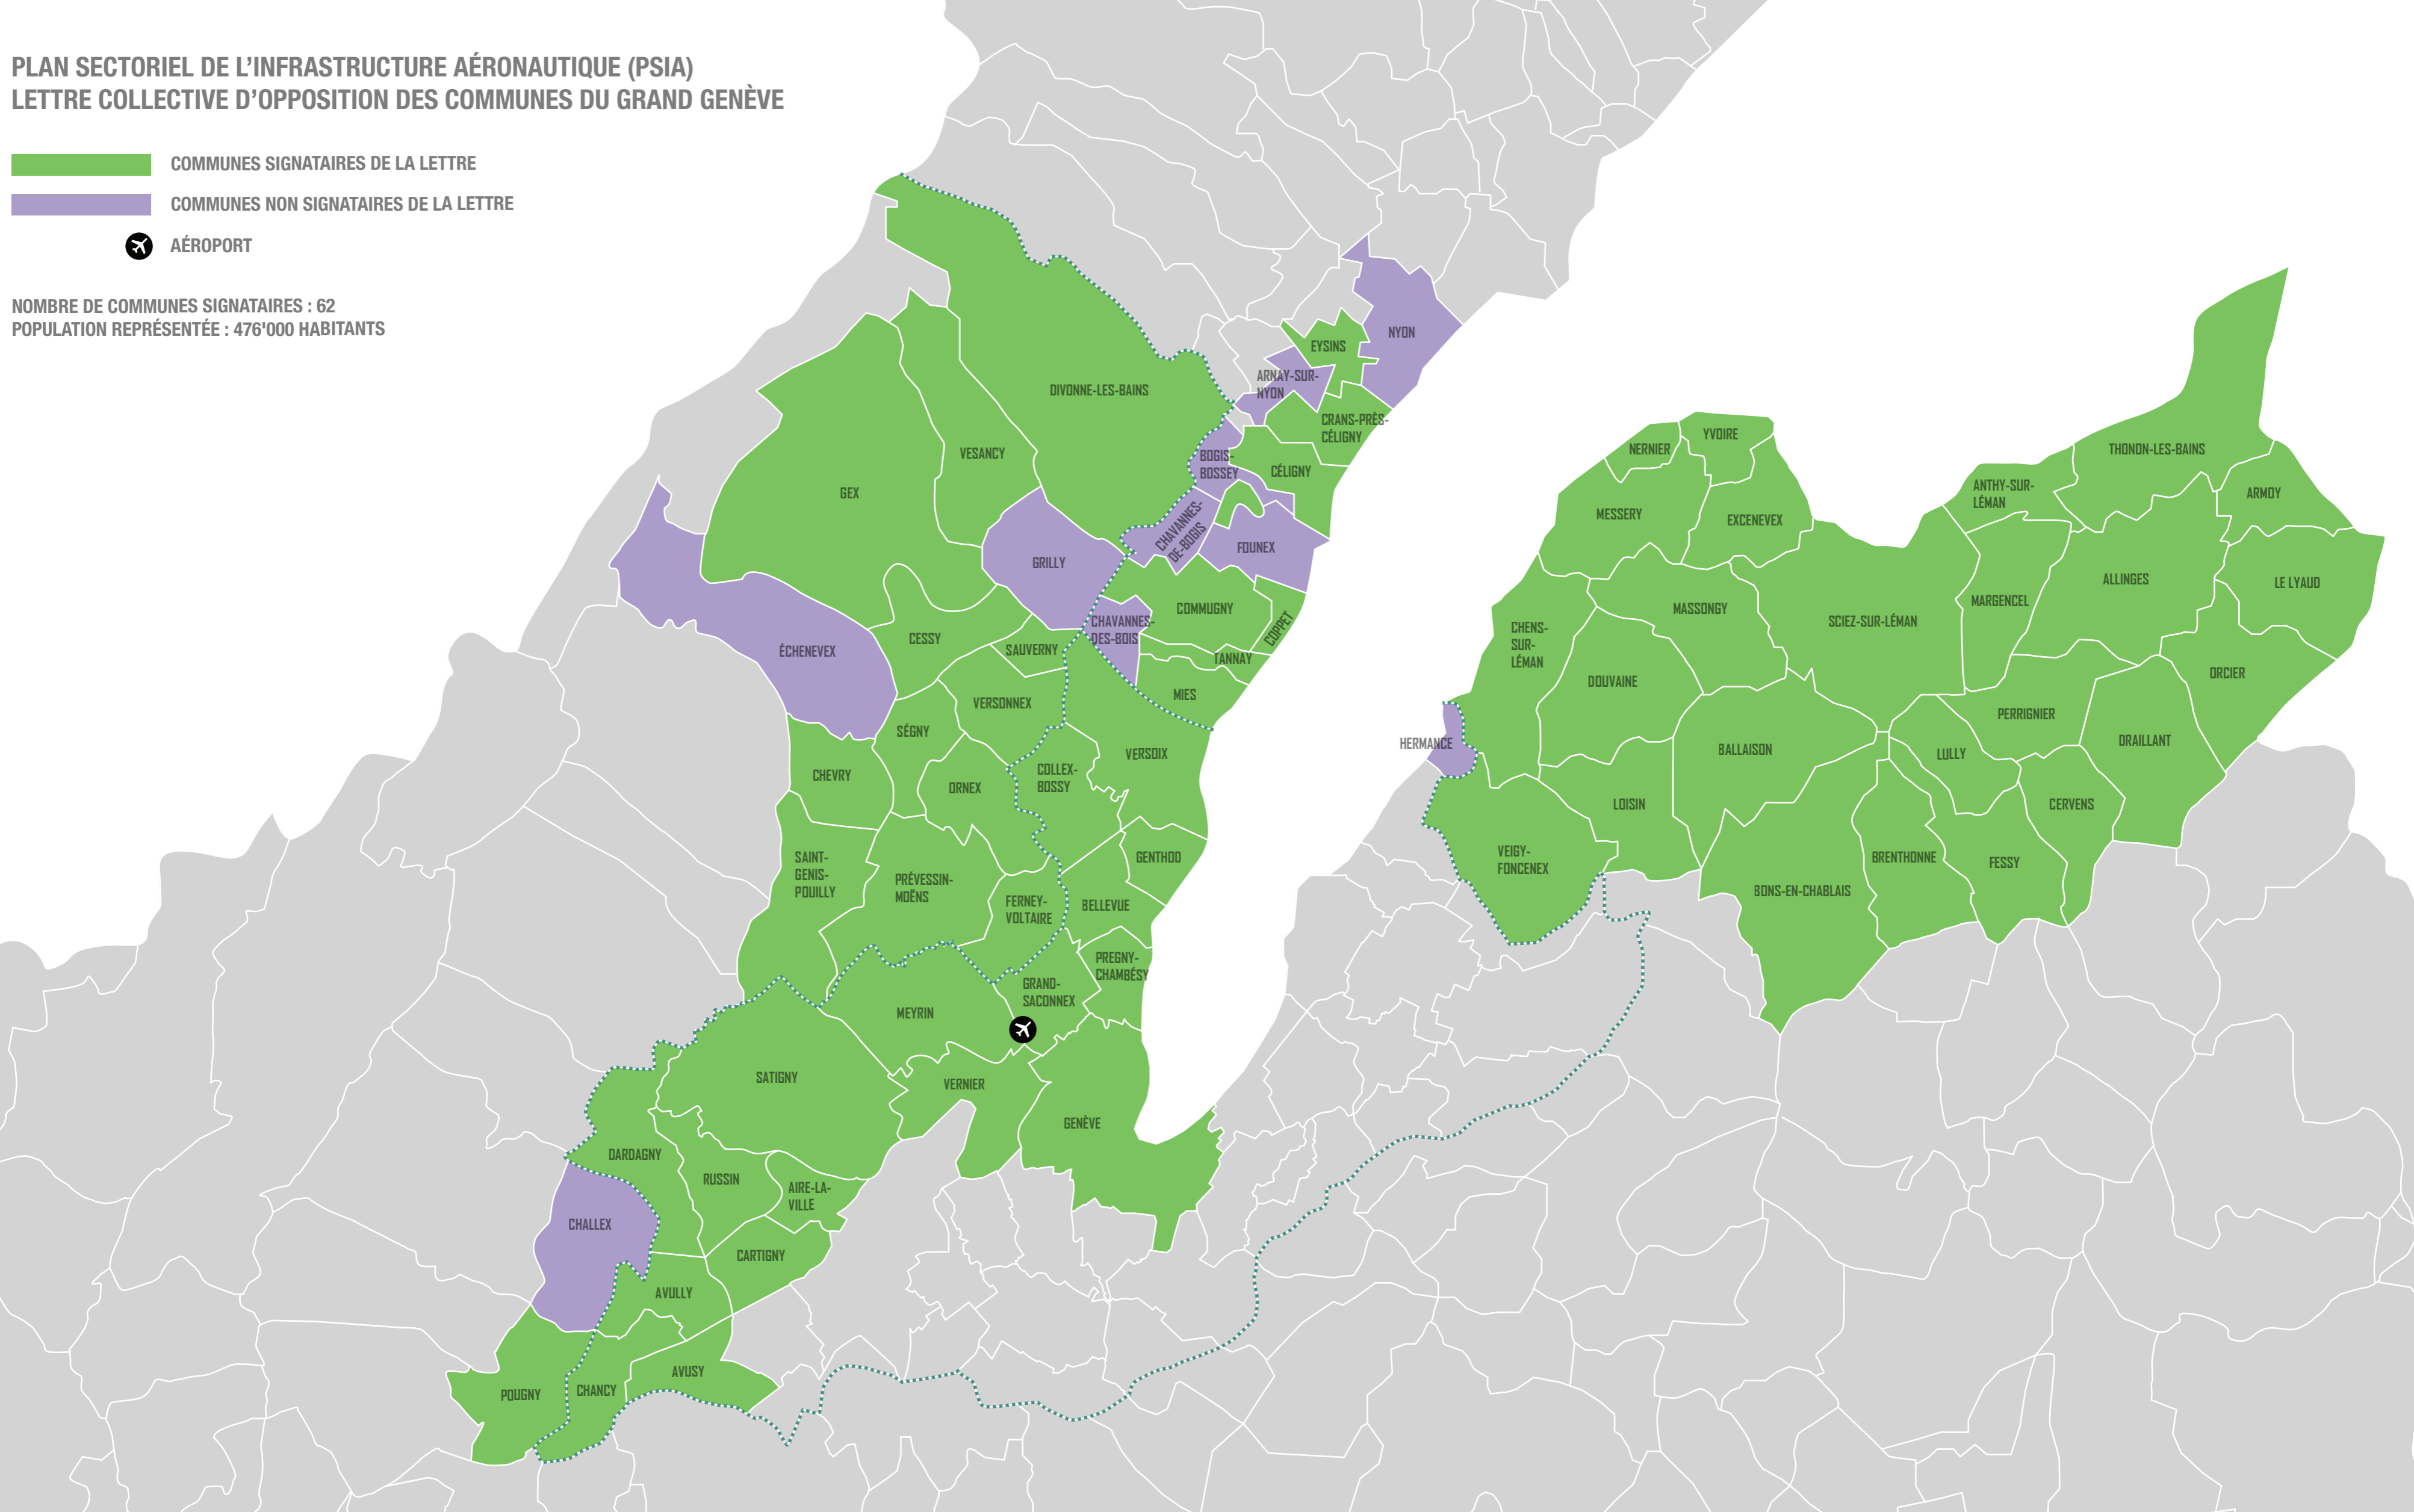 PLAN SECTORIEL DE L'INFRASTRUCTURE AÉRONAUTIQUE (PSIA)
LETTRE COLLECTIVE D'OPPOSITION DES COMMUNES DU GRAND GENÈVE
COMMUNES SIGNATAIRES DE LA LETTRE
COMMUNES NON SIGNATAIRES DE LA LETTRE
AÉROPORT
NOMBRE DE COMMUNES SIGNATAIRES : 62
POPULATION REPRÉSENTÉE : 476'000 HABITANTS
NYON
EYSINS
ARNAY-SUR-
NYON
DIVONNE-LES-BAINS
CRANS-PRÈS-
CÉLIGNY
VESANCY
BOGIS-
BOSSEY
CÉLIGNY
GEX
CHAVANNES-
DE-BOGIS
FOUNEX
GRILLY
COMMUGNY
COPPET
CHAVANNES-
DES-BOIS
CESSY
SAUVERNY
TANNAY
ÉCHENEVEX
MIES
VERSONNEX
SÉGNY
VERSOIX
CHEVRY
COLLEX-
BOSSY
ORNEX
SAINT-
GENIS-
POUILLY
GENTHOD
PRÉVESSIN-
MOËNS
FERNEY-
VOLTAIRE
BELLEVUE
PREGNY-
CHAMBÉSY
GRAND-
SACONNEX
MEYRIN
SATIGNY
VERNIER
GENÈVE
DARDAGNY
RUSSIN
AIRE-LA-
VILLE
CHALLEX
CARTIGNY
AVULLY
AVUSY
POUGNY
CHANCY
NERNIER
YVOIRE
THONON-LES-BAINS
ANTHY-SUR-
LÉMAN
ARMOY
MESSERY
EXCENEVEX
ALLINGES
LE LYAUD
MARGENCEL
MASSONGY
SCIEZ-SUR-LÉMAN
CHENS-
SUR-
LÉMAN
DOUVAINE
ORCIER
PERRIGNIER
DRAILLANT
HERMANCE
BALLAISON
LULLY
LOISIN
CERVENS
VEIGY-
FONCENEX
BRENTHONNE
FESSY
BONS-EN-CHABLAIS